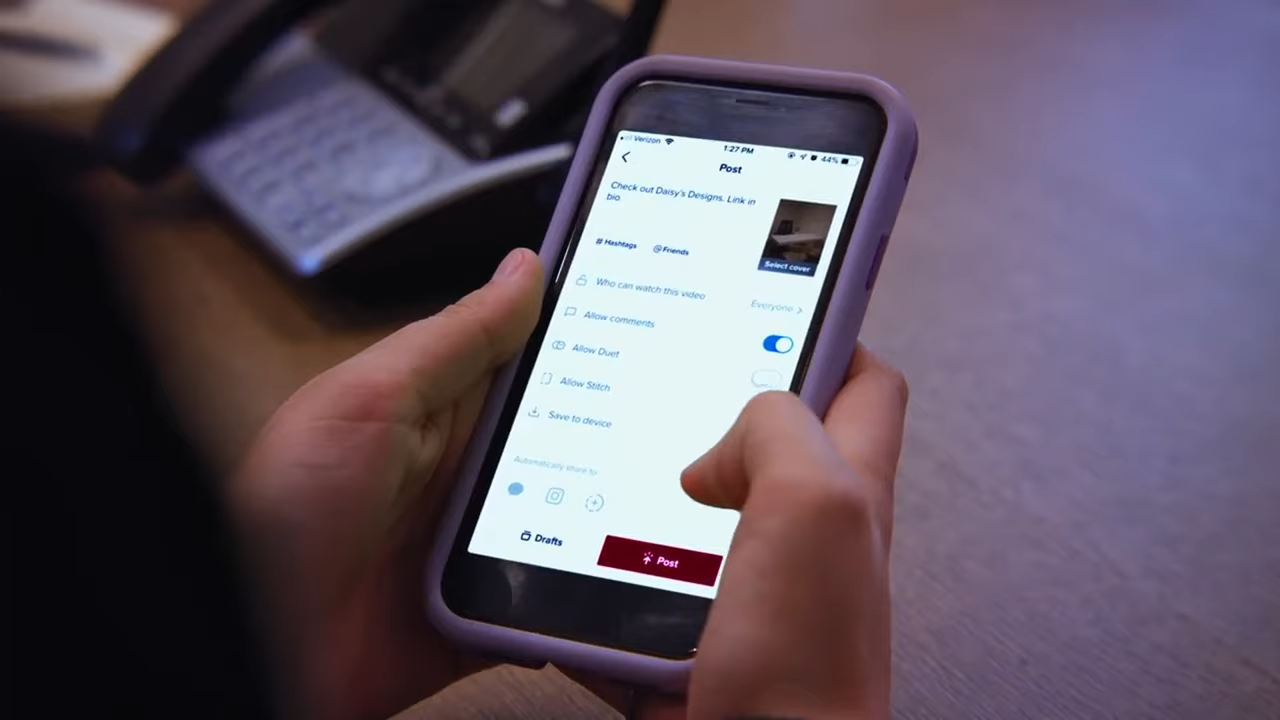 Verizon 1:27 PM 44%
Post
Check out Daisy's Designs. Link in
bio
# Hashtags @Friends
Select cover
Who can watch this video Everyone >
Allow comments
Allow Duet
Allow Stitch
Save to device
Automatically share to:
Drafts Post